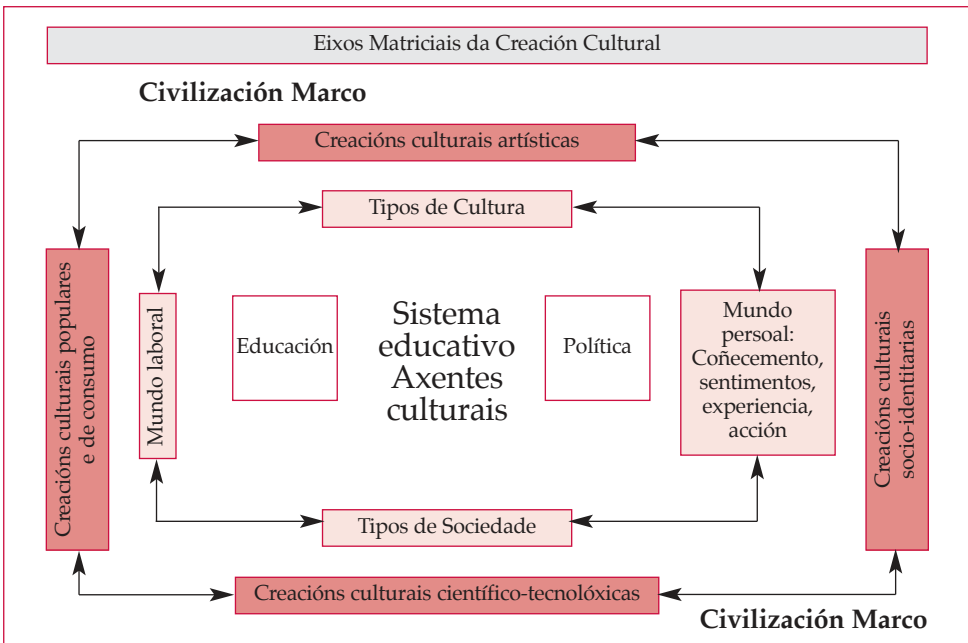 Eixos Matriciais da Creación Cultural
Civilización Marco
Creacións culturais artísticas
Tipos de Cultura
Creacións culturais populares
e de consumo
Mundo laboral
Educación
Sistema
educativo
Axentes
culturais
Política
Mundo
persoal:
Coñecemento,
sentimentos,
experiencia,
acción
Creacións culturais
socio-identitarias
Tipos de Sociedade
Creacións culturais científico-tecnolóxicas
Civilización Marco